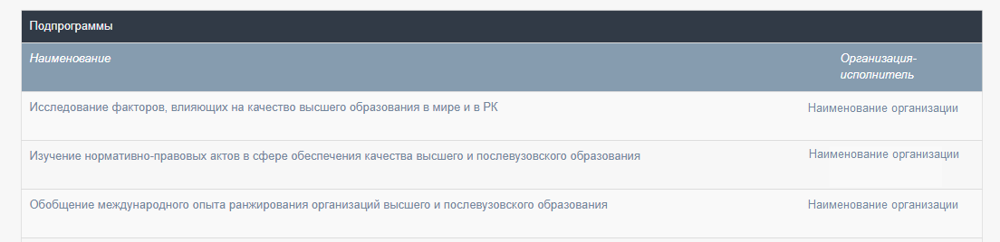 Подпрограммы
Наименование
Организация-
исполнитель
Исследование факторов, влияющих на качество высшего образования в мире и в РК
Наименование организации
Изучение нормативно-правовых актов в сфере обеспечения качества высшего и послевузовского образования
Наименование организации
Обобщение международного опыта ранжирования организаций высшего и послевузовского образования
Наименование организации